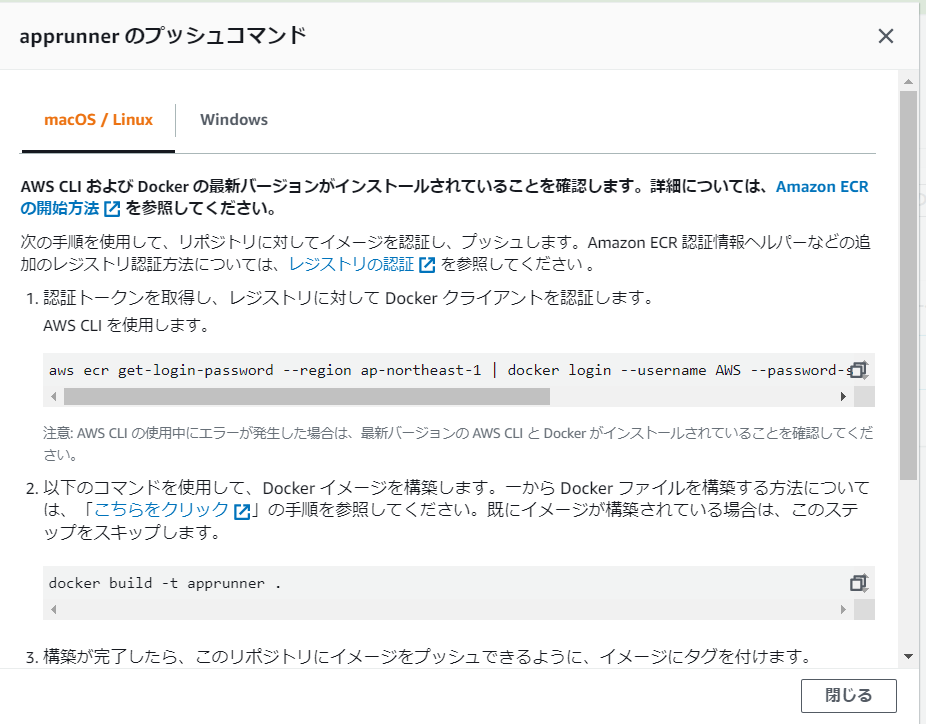 apprunner のプッシュコマンド
macOS / Linux
Windows
AWS CLI および Docker の最新バージョンがインストールされていることを確認します。詳細については、Amazon ECR
の開始方法 を参照してください。
次の手順を使用して、リポジトリに対してイメージを認証し、プッシュします。Amazon ECR 認証情報ヘルパーなどの追
加のレジストリ認証方法については、レジストリの認証 を参照してください 。
1. 認証トークンを取得し、レジストリに対して Docker クライアントを認証します。
AWS CLI を使用します。
aws ecr get-login-password --region ap-northeast-1 | docker login --username AWS --password-s
注意: AWS CLI の使用中にエラーが発生した場合は、最新バージョンの AWS CLI と Docker がインストールされていることを確認してくだ
さい。
2. 以下のコマンドを使用して、Docker イメージを構築します。一から Docker ファイルを構築する方法について
は、「こちらをクリック 」の手順を参照してください。既にイメージが構築されている場合は、このステ
ップをスキップします。
docker build -t apprunner .
3. 構築が完了したら、このリポジトリにイメージをプッシュできるように、イメージにタグを付けます。
閉じる